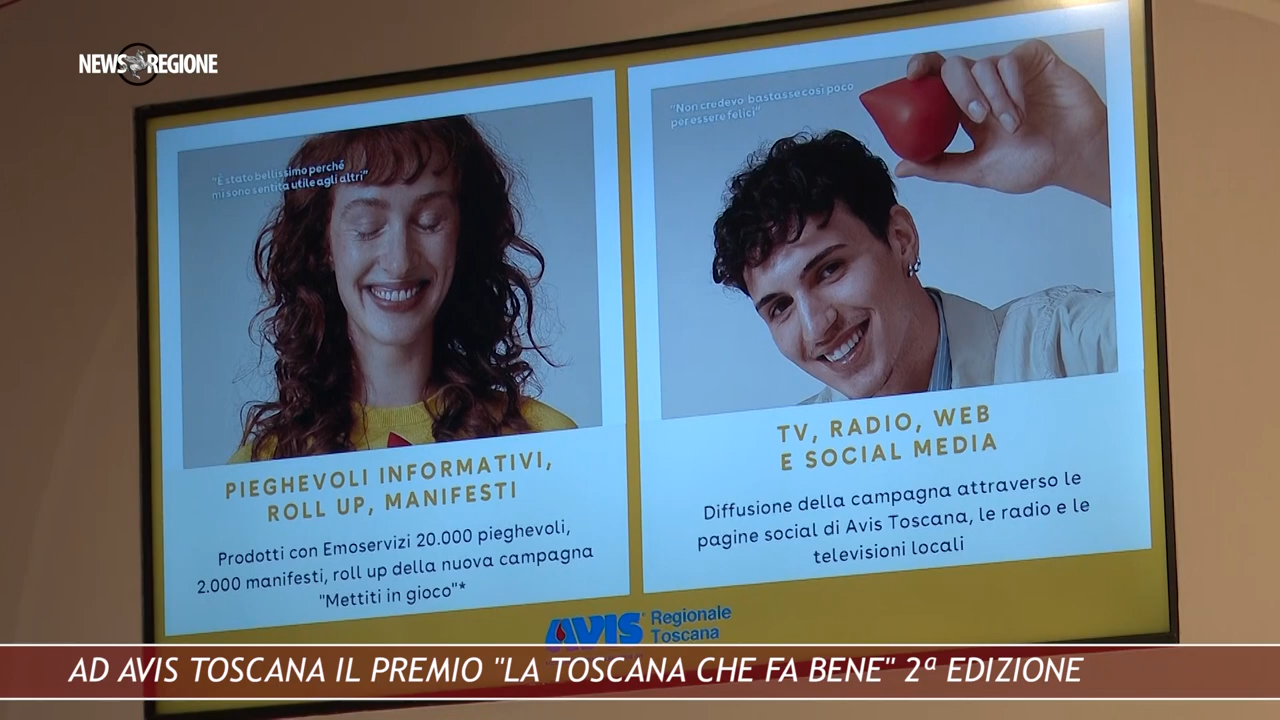 NEWS REGIONE
"È stato bellissimo perché
mi sono sentita utile agli altri"
"Non credevo bastasse così poco
per essere felici"
PIEGHEVOLI INFORMATIVI,
ROLL UP, MANIFESTI
Prodotti con Emoservizi 20.000 pieghevoli,
2.000 manifesti, roll up della nuova campagna
"Mettiti in gioco"*
TV, RADIO, WEB
E SOCIAL MEDIA
Diffusione della campagna attraverso le
pagine social di Avis Toscana, le radio e le
televisioni locali
AVIS Regionale
Toscana
AD AVIS TOSCANA IL PREMIO "LA TOSCANA CHE FA BENE" 2ª EDIZIONE